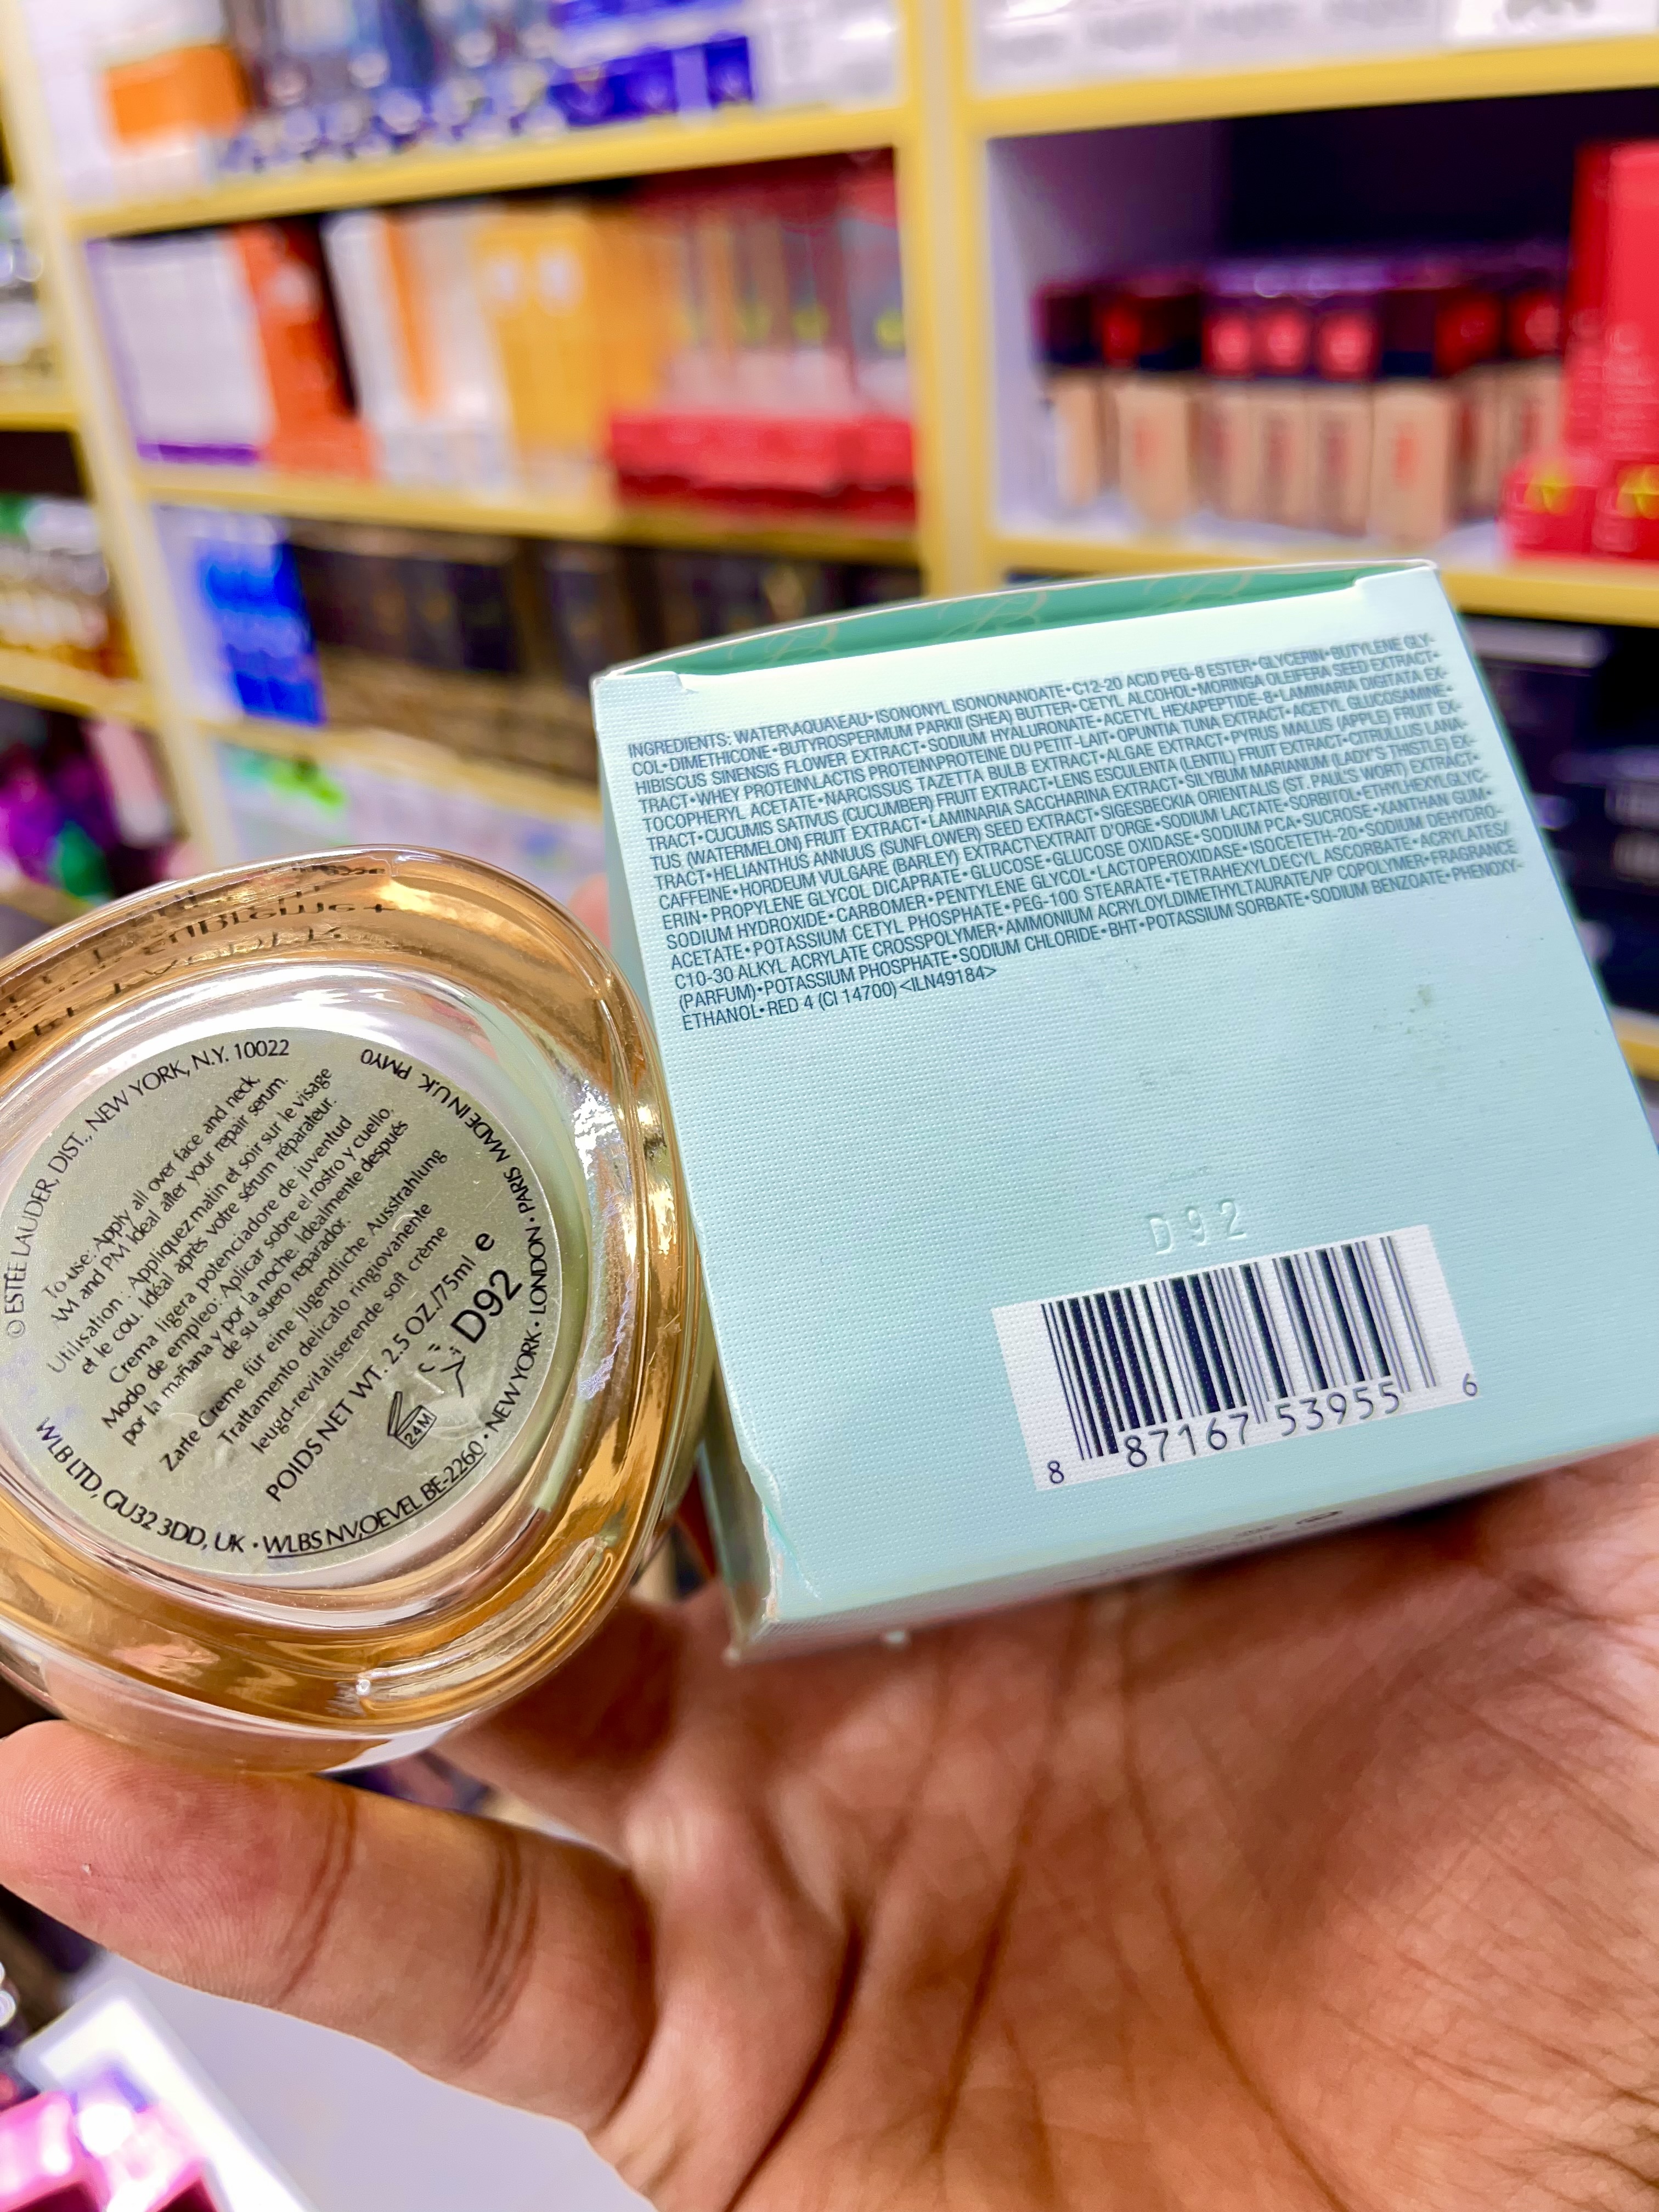 INGREDIENTS: WATER\AQUA\EAU•ISONONYL ISONONANOATE•C12-20 ACID PEG-8 ESTER•GLYCERIN•BUTYLENE GLY-
COL•DIMETHICONE•BUTYROSPERMUM PARKII (SHEA) BUTTER•CETYL ALCOHOL•MORINGA OLEIFERA SEED EXTRACT•
HIBISCUS SINENSIS FLOWER EXTRACT•SODIUM HYALURONATE•ACETYL HEXAPEPTIDE-8•LAMINARIA DIGITATA EX-
TRACT•WHEY PROTEIN\LACTIS PROTEIN\PROTEINE DU PETIT-LAIT•OPUNTIA TUNA EXTRACT•ACETYL GLUCOSAMINE•
TOCOPHERYL ACETATE•NARCISSUS TAZETTA BULB EXTRACT•ALGAE EXTRACT•PYRUS MALUS (APPLE) FRUIT EX-
TRACT•CUCUMIS SATIVUS (CUCUMBER) FRUIT EXTRACT•LENS ESCULENTA (LENTIL) FRUIT EXTRACT•CITRULLUS LANA-
TUS (WATERMELON) FRUIT EXTRACT•LAMINARIA SACCHARINA EXTRACT•SILYBUM MARIANUM (LADY'S THISTLE) EX-
TRACT•HELIANTHUS ANNUUS (SUNFLOWER) SEED EXTRACT•SIGESBECKIA ORIENTALIS (ST. PAUL'S WORT) EXTRACT•
CAFFEINE•HORDEUM VULGARE (BARLEY) EXTRACT\EXTRAIT D'ORGE•SODIUM LACTATE•SORBITOL•ETHYLHEXYLGLYC-
ERIN•PROPYLENE GLYCOL DICAPRATE•GLUCOSE•GLUCOSE OXIDASE•SODIUM PCA•SUCROSE•XANTHAN GUM•
SODIUM HYDROXIDE•CARBOMER•PENTYLENE GLYCOL•LACTOPEROXIDASE•ISOCETETH-20•SODIUM DEHYDRO-
ACETATE•POTASSIUM CETYL PHOSPHATE•PEG-100 STEARATE•TETRAHEXYLDECYL ASCORBATE•ACRYLATES/
C10-30 ALKYL ACRYLATE CROSSPOLYMER•AMMONIUM ACRYLOYLDIMETHYLTAURATE/VP COPOLYMER•FRAGRANCE
(PARFUM)•POTASSIUM PHOSPHATE•SODIUM CHLORIDE•BHT•POTASSIUM SORBATE•SODIUM BENZOATE•PHENOXY-
ETHANOL•RED 4 (CI 14700) <ILN49184>
D92
8 87167 53955 6
© ESTĒE LAUDER, DIST., NEW YORK, N.Y. 10022
MADE IN U.K. PMY0
To use: Apply all over face and neck,
AM and PM Ideal after your repair serum.
Utilisation : Appliquez matin et soir sur le visage
et le cou. Idéal après votre sérum réparateur.
Crema ligera potenciadore de juventud
Modo de empleo: Aplicar sobre el rostro y cuello.
por la mañana y por la noche. Idealmente después
de su suero reparador.
Zarte Creme für eine jugendliche Ausstrahlung
Trattamento delicato ringiovanente
Jeugd-revitaliserende soft crème
POIDS NET WT. 2.5 OZ./75ml e
24M
D92
WLB LTD, GU32 3DD, UK • WLBS NV, OEVEL BE-2260 • NEW YORK • LONDON • PARIS